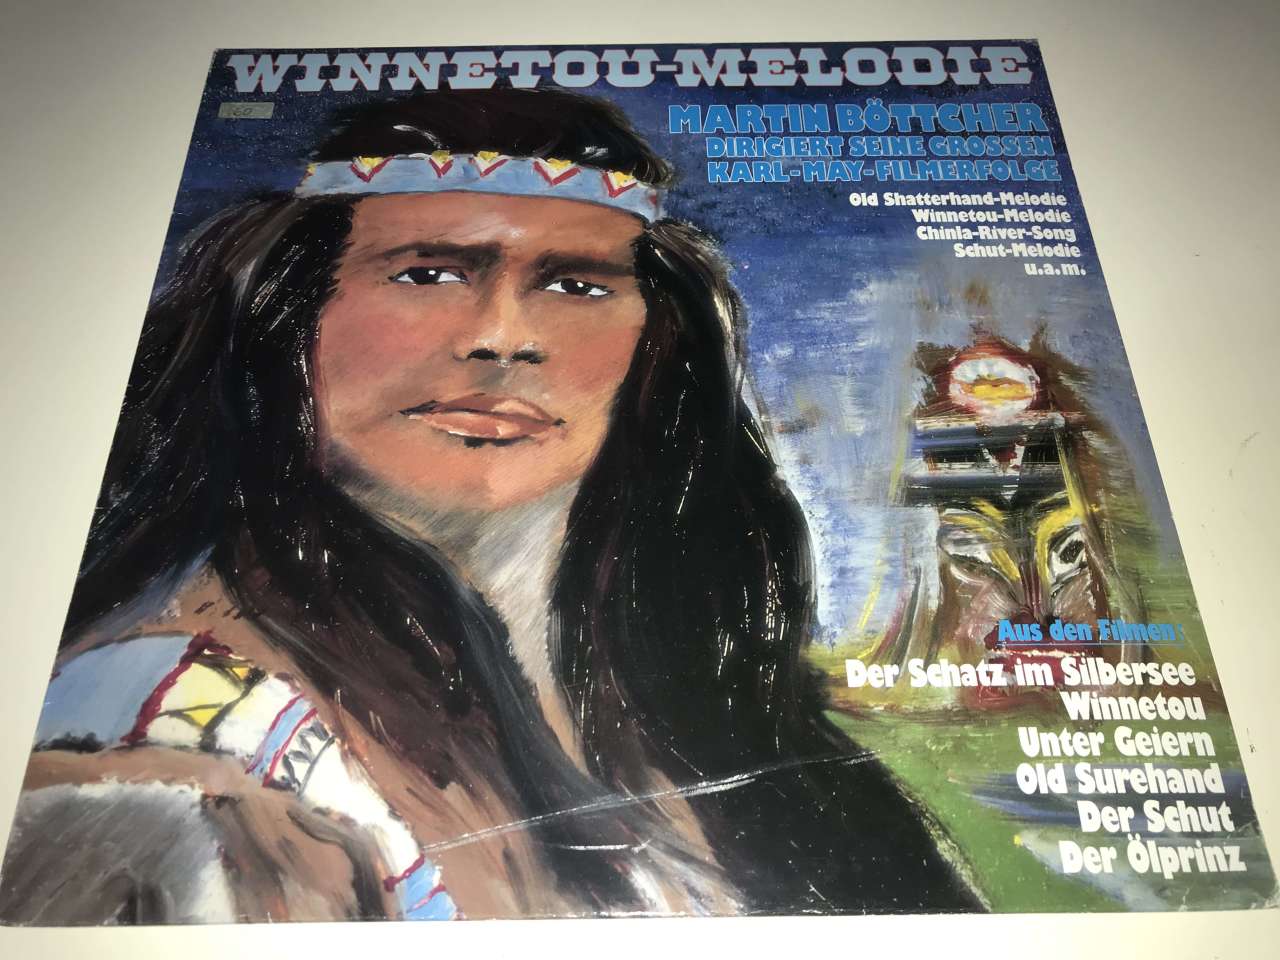 WINNETOU-MELODIE
60
MARTIN BÖTTCHER
DIRIGIERT SEINE GROSSEN
KARL-MAY-FILMERFOLGE
Old Shatterhand-Melodie
Winnetou-Melodie
Chinla-River-Song
Schut-Melodie
u.a.m.
Aus den Filmen:
Der Schatz im Silbersee
Winnetou
Unter Geiern
Old Surehand
Der Schut
Der Ölprinz